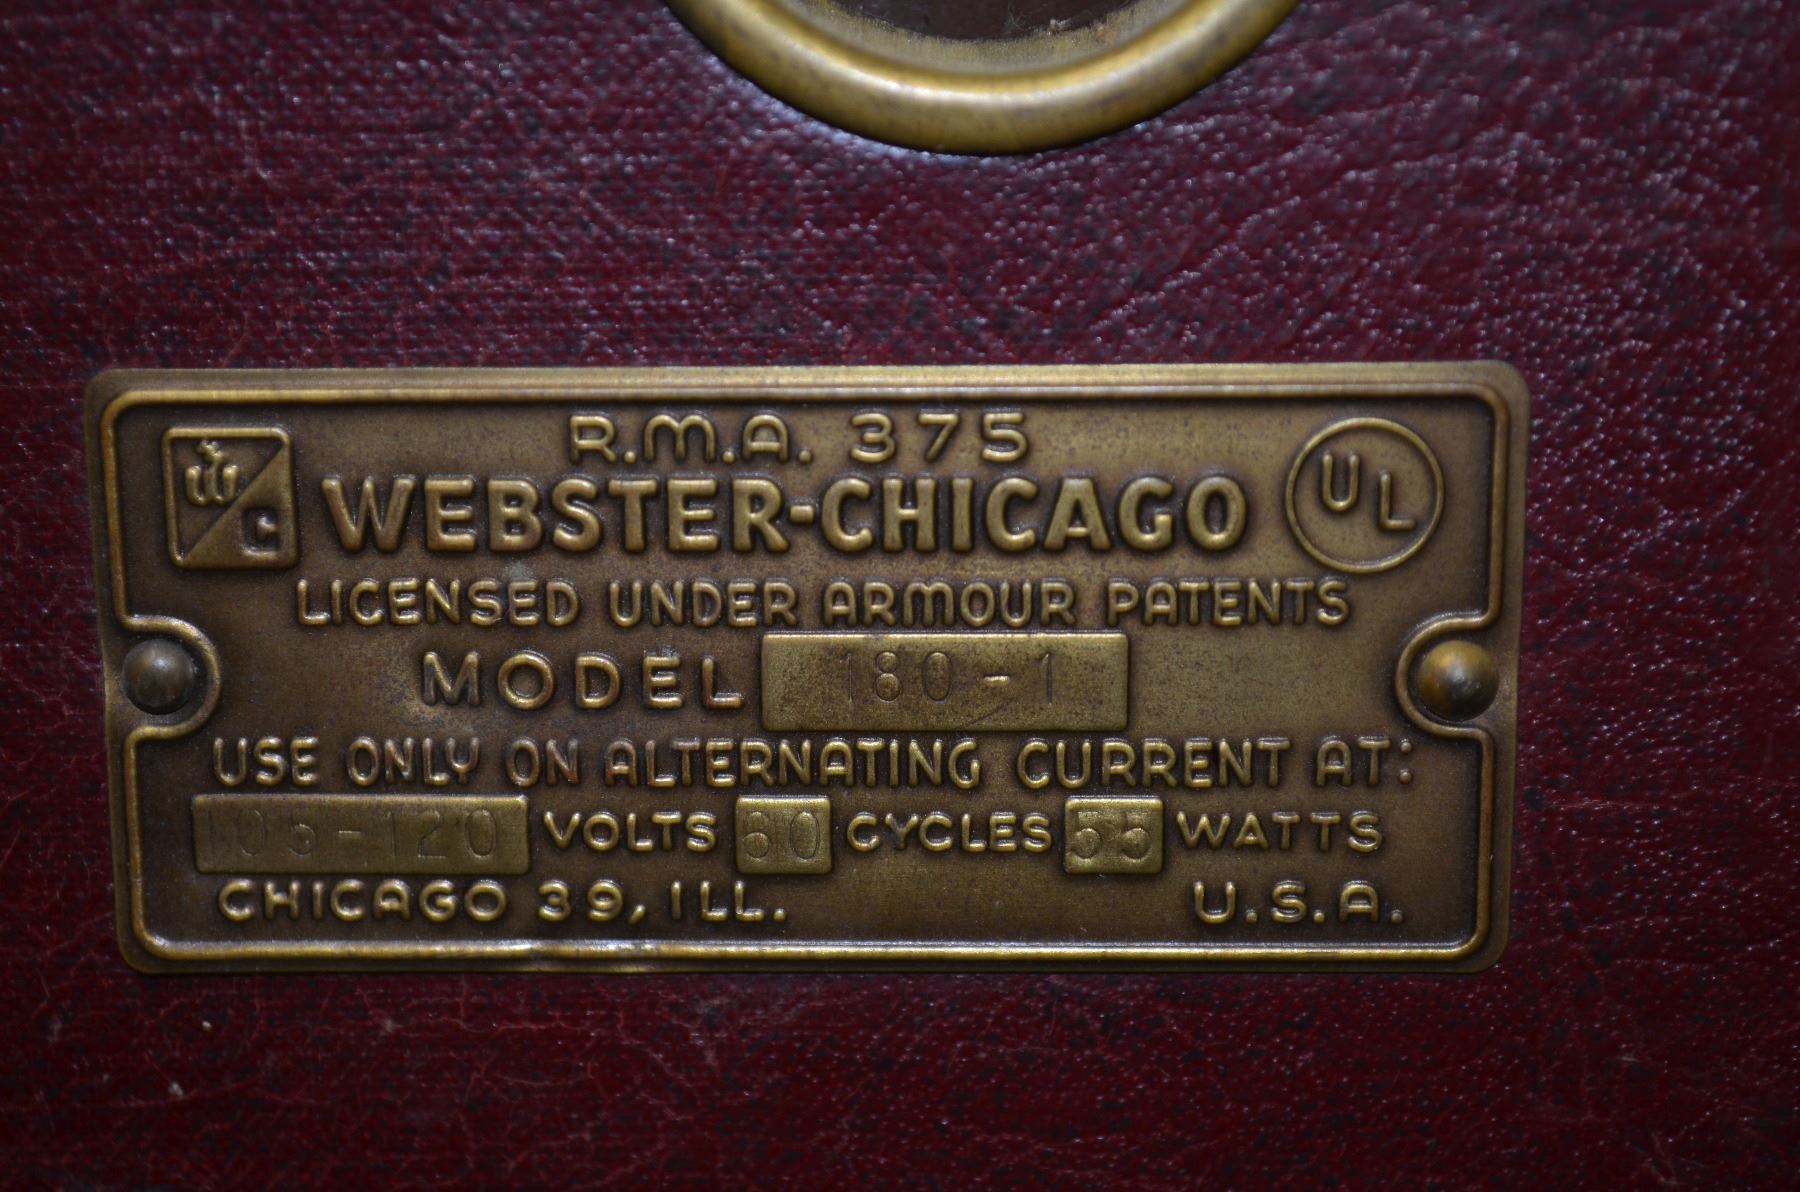 R.M.A. 375
W C
WEBSTER-CHICAGO
UL
LICENSED UNDER ARMOUR PATENTS
MODEL 180-1
USE ONLY ON ALTERNATING CURRENT AT:
105-120 VOLTS 60 CYCLES 55 WATTS
CHICAGO 39, ILL. U.S.A.